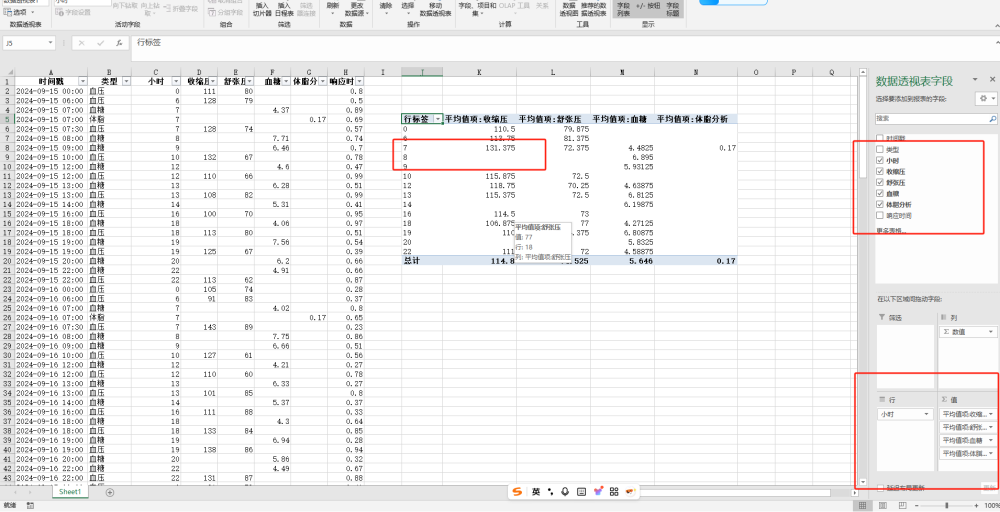 数据透视表1
小时
选项
字段设置
向下钻取 向上钻取
折叠字段
分组字段
插入 切片器 插入 日程表 筛选器连接
刷新 更改 数据源
清除 选择 移动 数据透视表
字段、项目和集 OLAP 工具 关系
数据透视图 推荐的数据透视表
字段列表 +/- 按钮 字段标题
数据透视表 活动字段 组合 筛选 数据 操作 计算 工具 显示
J5 fx 行标签
A B C D E F G H I J K L M N O P Q
1 时间戳 类型 小时 收缩压 舒张压 血糖 体脂分 响应时
2 2024-09-15 00:00 血压 0 111 80 0.8
3 2024-09-15 06:00 血压 6 128 79 0.5
4 2024-09-15 07:00 血糖 7 4.37 0.89
5 2024-09-15 07:00 体脂 7 0.17 0.69 行标签 平均值项:收缩压 平均值项:舒张压 平均值项:血糖 平均值项:体脂分析
6 2024-09-15 07:30 血压 7 128 74 0.57 0 110.5 79.875
7 2024-09-15 08:00 血糖 8 7.71 0.74 6 113.75 81.375
8 2024-09-15 09:00 血糖 9 6.46 0.7 7 131.375 72.375 4.4825 0.17
9 2024-09-15 10:00 血压 10 132 67 0.78 8 6.895
10 2024-09-15 12:00 血糖 12 4.6 0.47 9 5.93125
11 2024-09-15 12:00 血压 12 110 66 0.99 10 115.875 72.5
12 2024-09-15 13:00 血糖 13 6.28 0.51 12 118.75 70.25 4.63875
13 2024-09-15 13:00 血压 13 108 82 0.99 13 115.375 72.5 6.8125
14 2024-09-15 14:00 血糖 14 5.31 0.41 14 6.19875
15 2024-09-15 16:00 血压 16 100 70 0.95 16 114.5 73
16 2024-09-15 18:00 血糖 18 4.06 0.97 18 106.875 77 4.27125
17 2024-09-15 18:00 血压 18 113 80 0.51 19 110 .375 6.80875
18 2024-09-15 19:00 血糖 19 7.56 0.54 20 5.8325
19 2024-09-15 19:00 血压 19 125 67 0.39 22 111 72 4.58875
20 2024-09-15 20:00 血糖 20 6.2 0.66 总计 114.8 .525 5.646 0.17
21 2024-09-15 22:00 血糖 22 4.91 0.66
22 2024-09-15 22:00 血压 22 113 62 0.87
23 2024-09-16 00:00 血压 0 105 74 0.28
24 2024-09-16 06:00 血压 6 91 83 0.37
25 2024-09-16 07:00 血糖 7 4.02 0.8
26 2024-09-16 07:00 体脂 7 0.17 0.65
27 2024-09-16 07:30 血压 7 143 89 0.23
28 2024-09-16 08:00 血糖 8 7.75 0.86
29 2024-09-16 09:00 血糖 9 6.66 0.51
30 2024-09-16 10:00 血压 10 127 61 0.56
31 2024-09-16 12:00 血糖 12 4.21 0.27
32 2024-09-16 12:00 血压 12 110 60 0.78
33 2024-09-16 13:00 血糖 13 6.33 0.27
34 2024-09-16 13:00 血压 13 101 85 0.8
35 2024-09-16 14:00 血糖 14 5.37 0.37
36 2024-09-16 16:00 血压 16 111 88 0.33
37 2024-09-16 18:00 血糖 18 4.3 0.64
38 2024-09-16 18:00 血压 18 133 84 0.85
39 2024-09-16 19:00 血糖 19 6.94 0.28
40 2024-09-16 19:00 血压 19 138 86 0.94
41 2024-09-16 20:00 血糖 20 5.86 0.32
42 2024-09-16 22:00 血糖 22 4.49 0.67
43 2024-09-16 22:00 血压 22 131 87 0.88
平均值项:舒张压
值: 77
行: 18
列: 平均值项:舒张压
数据透视表字段
选择要添加到报表的字段:
搜索
时间戳
类型
小时
收缩压
舒张压
血糖
体脂分析
响应时间
更多表格...
在以下区域间拖动字段:
筛选 列
Σ 数值
行 Σ 值
小时 平均值项:收缩...
平均值项:舒张...
平均值项:血糖
平均值项:体脂...
延迟布局更新 更新
Sheet1
英
就绪
100%